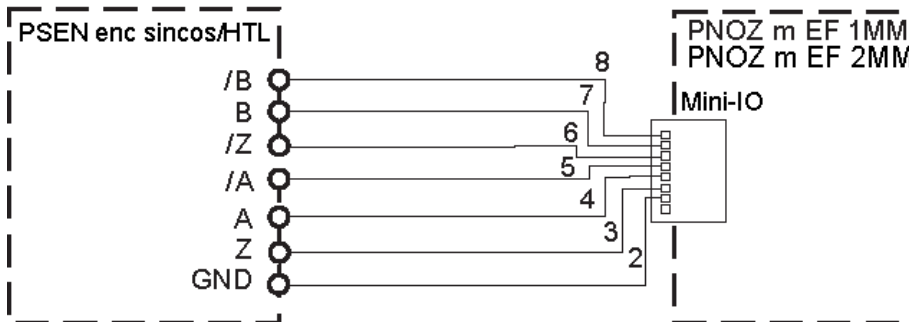 PSEN enc sincos/HTL
PNOZ m EF 1MM
PNOZ m EF 2MM
Mini-IO
/B
8
B
7
/Z
6
/A
5
A
4
Z
3
GND
2